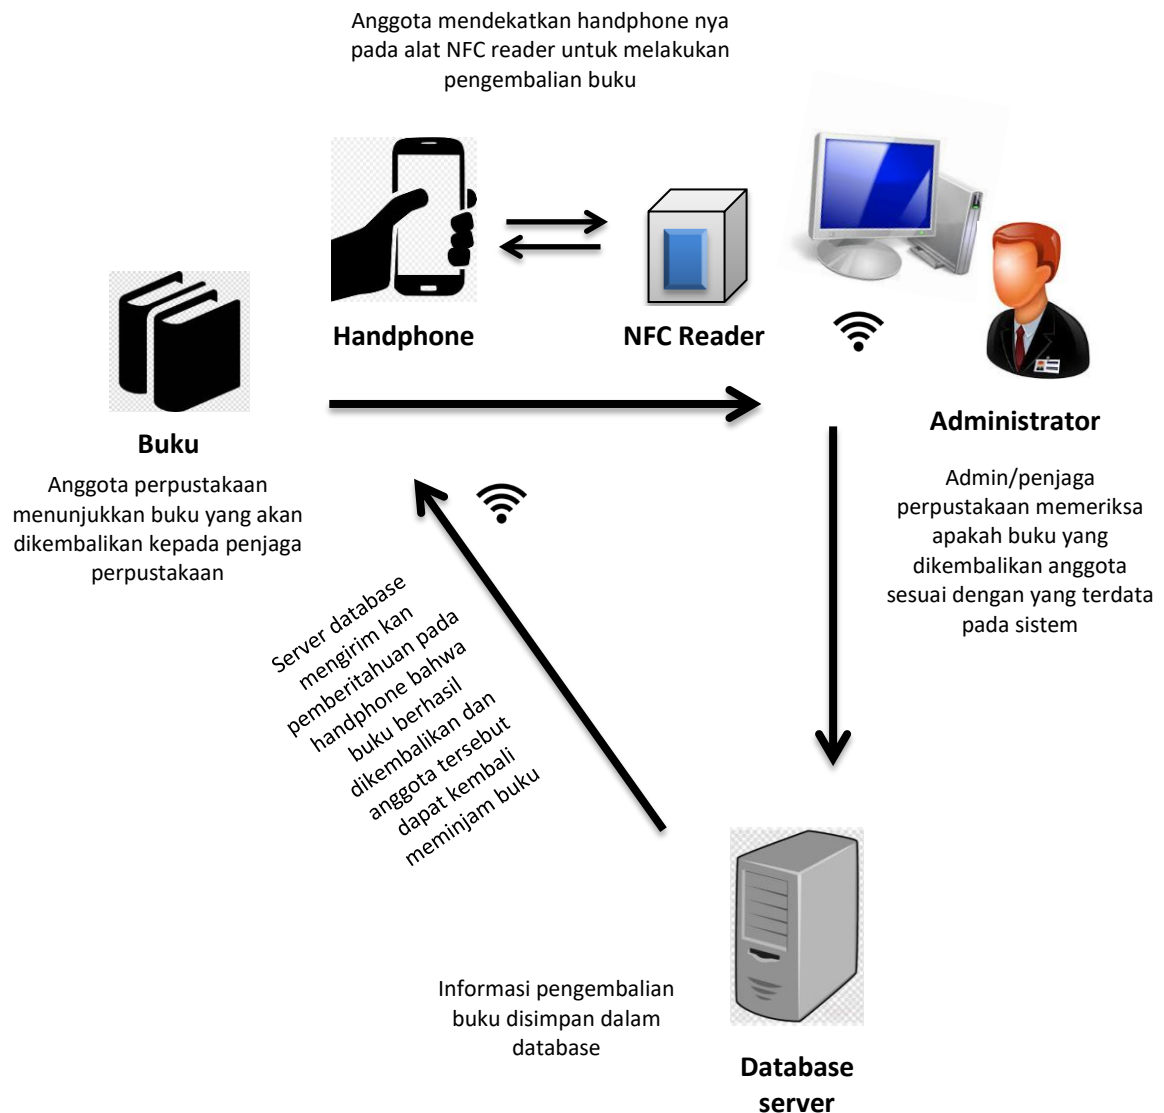 Anggota mendekatkan handphone nya
pada alat NFC reader untuk melakukan
pengembalian buku
Handphone
NFC Reader
Buku
Anggota perpustakaan
menunjukkan buku yang akan
dikembalikan kepada penjaga
perpustakaan
Administrator
Admin/penjaga
perpustakaan memeriksa
apakah buku yang
dikembalikan anggota
sesuai dengan yang terdata
pada sistem
Server database
mengirim kan
pemberitahuan pada
handphone bahwa
buku berhasil
dikembalikan dan
anggota tersebut
dapat kembali
meminjam buku
Informasi pengembalian
buku disimpan dalam
database
Database
server